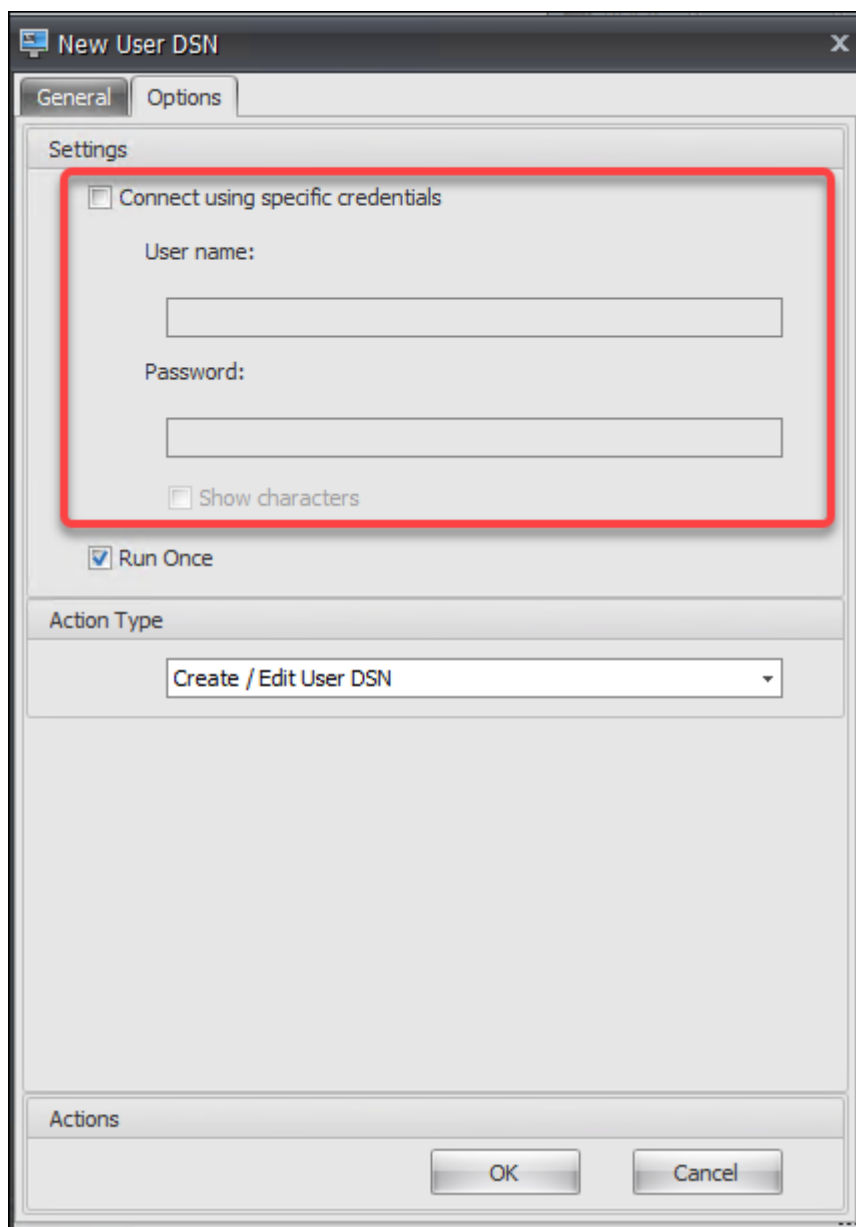 New User DSN
General Options
Settings
Connect using specific credentials
User name:
Password:
Show characters
Run Once
Action Type
Create / Edit User DSN
Actions
OK Cancel